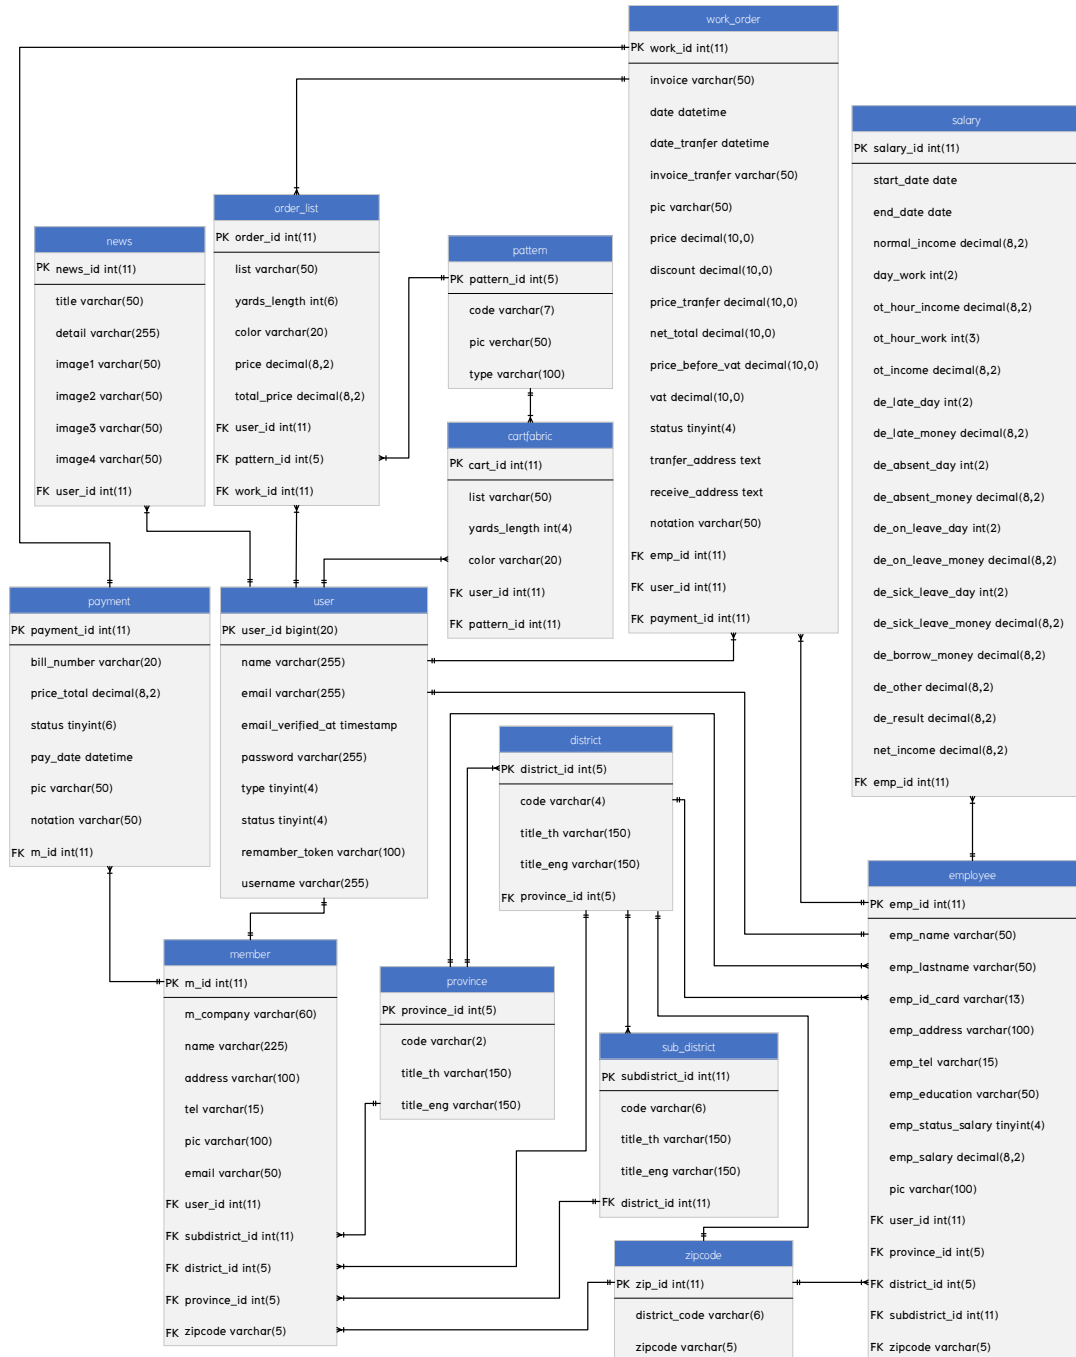 work_order
PK work_id int(11)
invoice varchar(50)
date datetime
date_tranfer datetime
invoice_tranfer varchar(50)
pic varchar(50)
price decimal(10,0)
discount decimal(10,0)
price_tranfer decimal(10,0)
net_total decimal(10,0)
price_before_vat decimal(10,0)
vat decimal(10,0)
status tinyint(4)
tranfer_address text
receive_address text
notation varchar(50)
FK emp_id int(11)
FK user_id int(11)
FK payment_id int(11)
salary
PK salary_id int(11)
start_date date
end_date date
normal_income decimal(8,2)
day_work int(2)
ot_hour_income decimal(8,2)
ot_hour_work int(3)
ot_income decimal(8,2)
de_late_day int(2)
de_late_money decimal(8,2)
de_absent_day int(2)
de_absent_money decimal(8,2)
de_on_leave_day int(2)
de_on_leave_money decimal(8,2)
de_sick_leave_day int(2)
de_sick_leave_money decimal(8,2)
de_borrow_money decimal(8,2)
de_other decimal(8,2)
de_result decimal(8,2)
net_income decimal(8,2)
FK emp_id int(11)
order_list
PK order_id int(11)
list varchar(50)
yards_length int(6)
color varchar(20)
price decimal(8,2)
total_price decimal(8,2)
FK user_id int(11)
FK pattern_id int(5)
FK work_id int(11)
news
PK news_id int(11)
title varchar(50)
detail varchar(255)
image1 varchar(50)
image2 varchar(50)
image3 varchar(50)
image4 varchar(50)
FK user_id int(11)
pattern
PK pattern_id int(5)
code varchar(7)
pic verchar(50)
type varchar(100)
cartfabric
PK cart_id int(11)
list varchar(50)
yards_length int(4)
color varchar(20)
FK user_id int(11)
FK pattern_id int(11)
payment
PK payment_id int(11)
bill_number varchar(20)
price_total decimal(8,2)
status tinyint(6)
pay_date datetime
pic varchar(50)
notation varchar(50)
FK m_id int(11)
user
PK user_id bigint(20)
name varchar(255)
email varchar(255)
email_verified_at timestamp
password varchar(255)
type tinyint(4)
status tinyint(4)
remamber_token varchar(100)
username varchar(255)
district
PK district_id int(5)
code varchar(4)
title_th varchar(150)
title_eng varchar(150)
FK province_id int(5)
employee
PK emp_id int(11)
emp_name varchar(50)
emp_lastname varchar(50)
emp_id_card varchar(13)
emp_address varchar(100)
emp_tel varchar(15)
emp_education varchar(50)
emp_status_salary tinyint(4)
emp_salary decimal(8,2)
pic varchar(100)
FK user_id int(11)
FK province_id int(5)
FK district_id int(5)
FK subdistrict_id int(11)
FK zipcode varchar(5)
member
PK m_id int(11)
m_company varchar(60)
name varchar(225)
address varchar(100)
tel varchar(15)
pic varchar(100)
email varchar(50)
FK user_id int(11)
FK subdistrict_id int(11)
FK district_id int(5)
FK province_id int(5)
FK zipcode varchar(5)
province
PK province_id int(5)
code varchar(2)
title_th varchar(150)
title_eng varchar(150)
sub_district
PK subdistrict_id int(11)
code varchar(6)
title_th varchar(150)
title_eng varchar(150)
FK district_id int(11)
zipcode
PK zip_id int(11)
district_code varchar(6)
zipcode varchar(5)